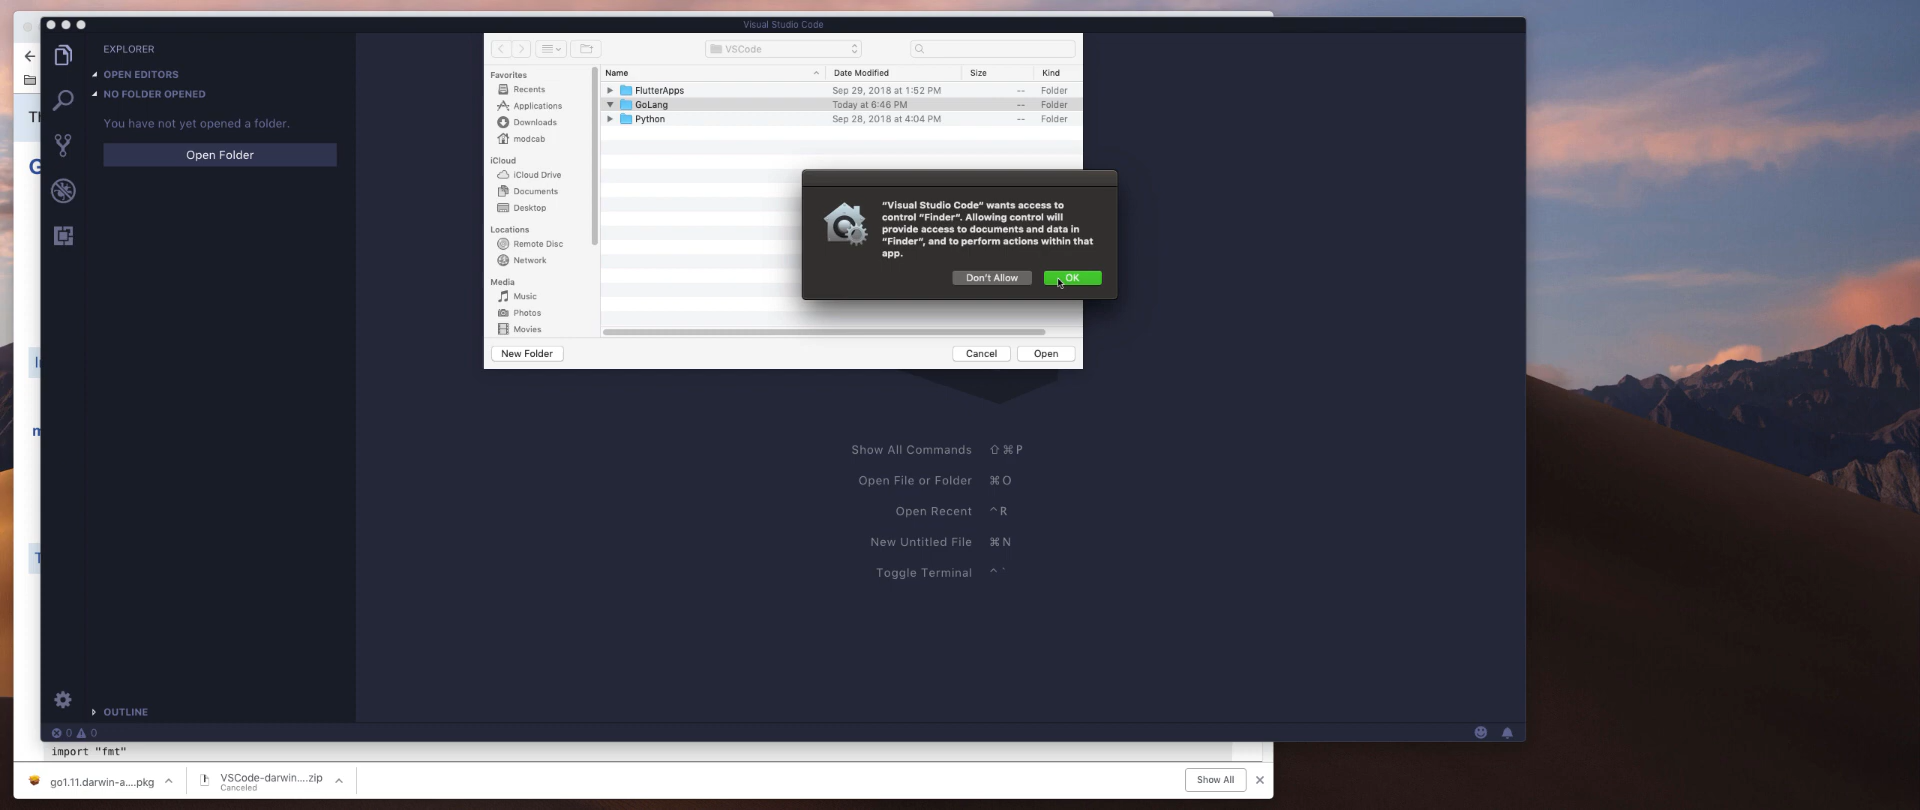 Visual Studio Code
EXPLORER
OPEN EDITORS
NO FOLDER OPENED
You have not yet opened a folder.
Open Folder
OUTLINE
0 0
VSCode
Favorites
Recents
Applications
Downloads
modcab
iCloud
iCloud Drive
Documents
Desktop
Locations
Remote Disc
Network
Media
Music
Photos
Movies
Name Date Modified Size Kind
FlutterApps Sep 29, 2018 at 1:52 PM -- Folder
GoLang Today at 6:46 PM -- Folder
Python Sep 28, 2018 at 4:04 PM -- Folder
New Folder Cancel Open
“Visual Studio Code” wants access to
control “Finder”. Allowing control will
provide access to documents and data in
“Finder”, and to perform actions within that
app.
Don't Allow OK
Show All Commands ⇧⌘P
Open File or Folder ⌘O
Open Recent ^R
New Untitled File ⌘N
Toggle Terminal ^`
import "fmt"
go1.11.darwin-a....pkg
VSCode-darwin....zip
Canceled
Show All